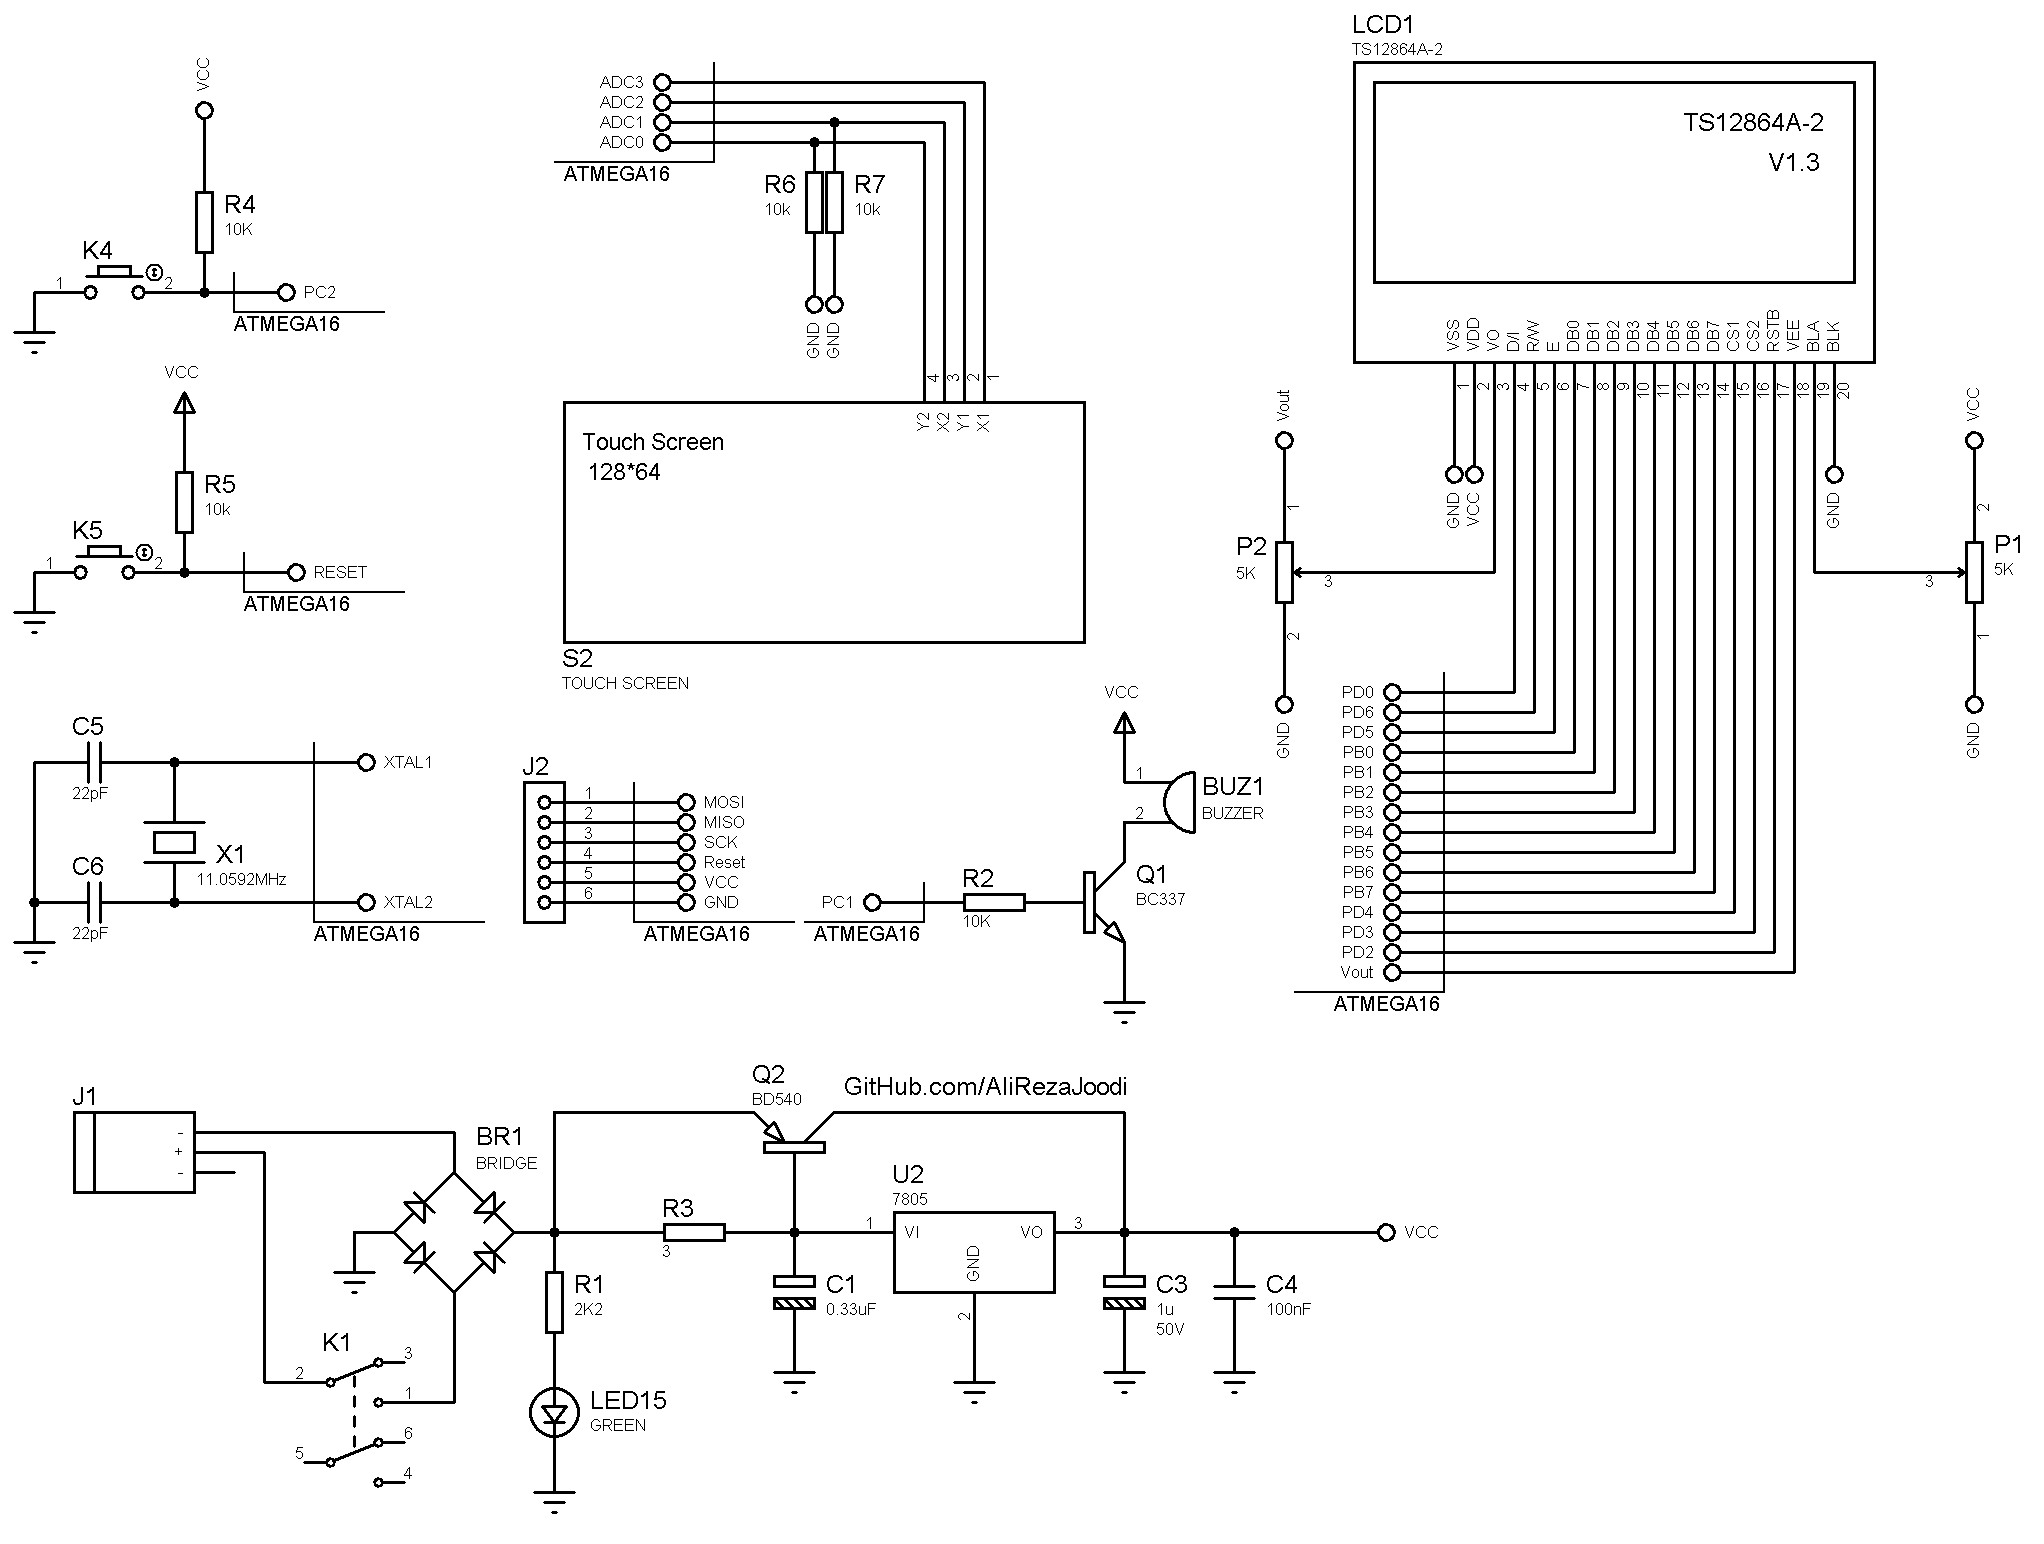 VCC
R4
10K
K4
1
2
PC2
ATMEGA16
VCC
R5
10k
K5
1
2
RESET
ATMEGA16
C5
22pF
XTAL1
X1
11.0592MHz
C6
22pF
XTAL2
ATMEGA16
ADC3
ADC2
ADC1
ADC0
ATMEGA16
R6
10k
R7
10k
GND
GND
4
3
2
1
Y2
X2
Y1
X1
Touch Screen
128*64
S2
TOUCH SCREEN
J2
1
2
3
4
5
6
MOSI
MISO
SCK
Reset
VCC
GND
ATMEGA16
VCC
1
2
BUZ1
BUZZER
PC1
ATMEGA16
R2
10K
Q1
BC337
LCD1
TS12864A-2
TS12864A-2
V1.3
VSS
VDD
VO
D/I
R/W
E
DB0
DB1
DB2
DB3
DB4
DB5
DB6
DB7
CS1
CS2
RSTB
VEE
BLA
BLK
1
2
3
4
5
6
7
8
9
10
11
12
13
14
15
16
17
18
19
20
GND
VCC
GND
Vout
1
P2
5K
3
2
GND
VCC
2
P1
5K
3
1
GND
PD0
PD6
PD5
PB0
PB1
PB2
PB3
PB4
PB5
PB6
PB7
PD4
PD3
PD2
Vout
ATMEGA16
J1
-
+
-
BR1
BRIDGE
K1
2
3
1
5
6
4
Q2
BD540
GitHub.com/AliRezaJoodi
R3
3
R1
2K2
LED15
GREEN
C1
0.33uF
U2
7805
1
VI
VO
3
GND
2
C3
1u
50V
C4
100nF
VCC